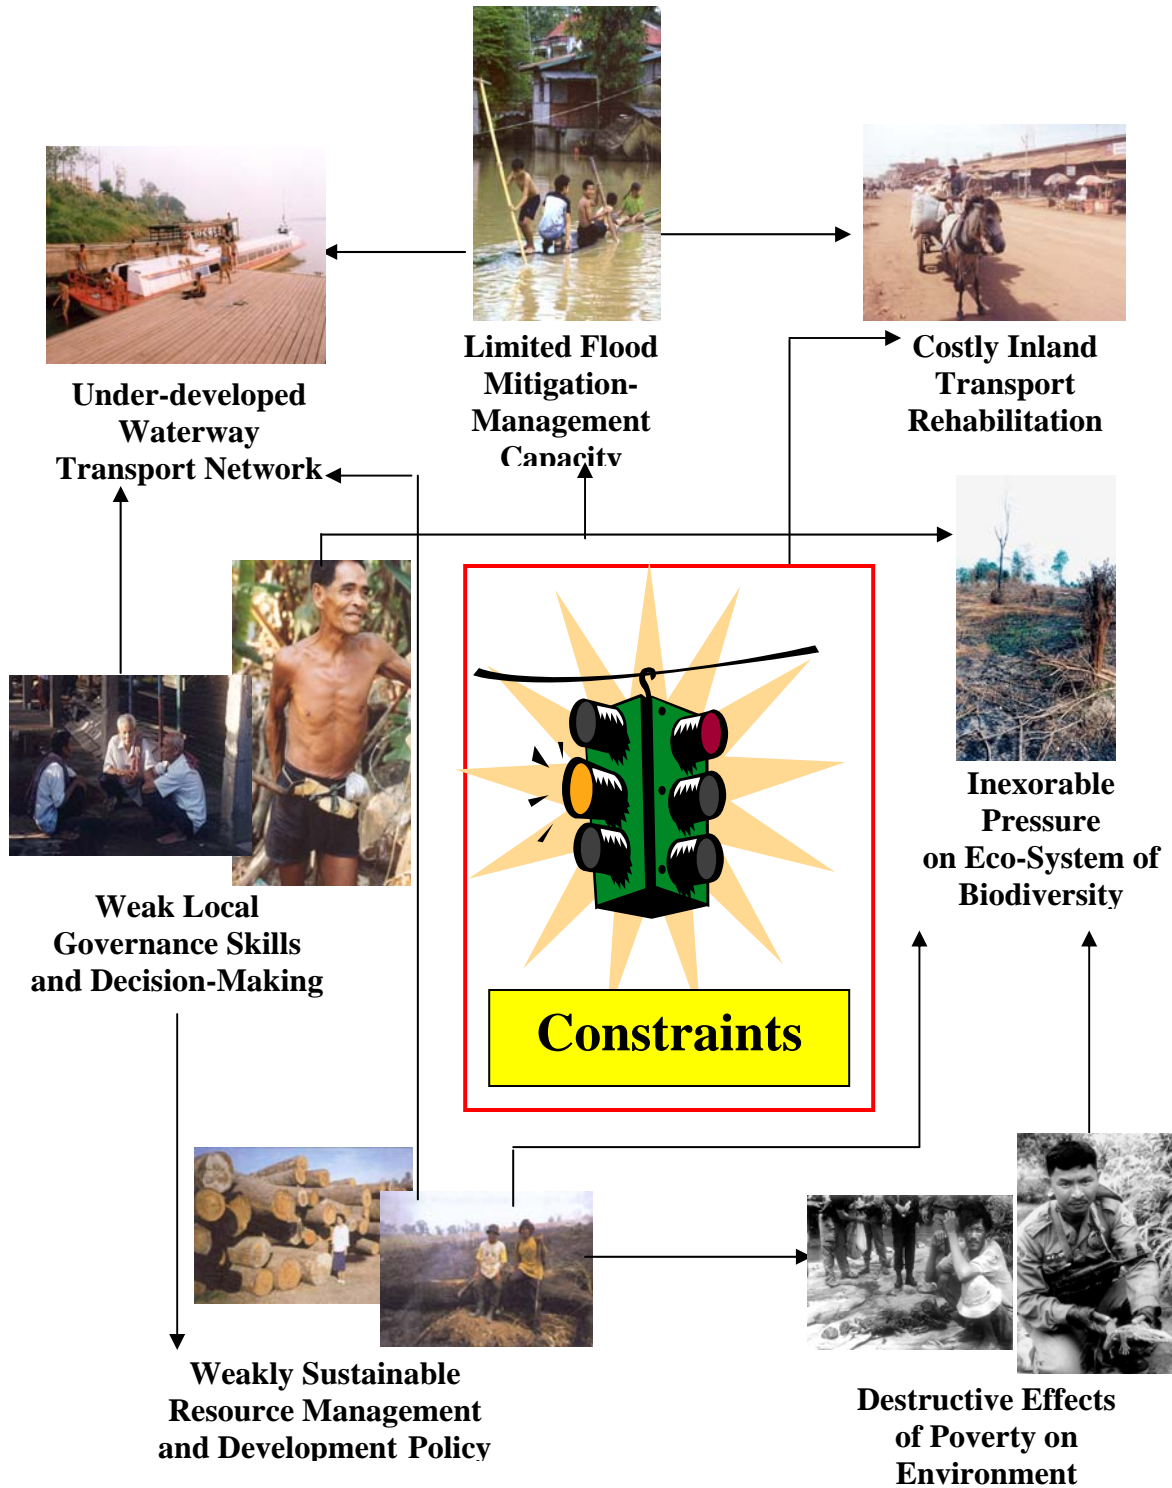 Limited Flood
Mitigation-
Management
Capacity
Costly Inland
Transport
Rehabilitation
Under-developed
Waterway
Transport Network
Inexorable
Pressure
on Eco-System of
Biodiversity
Weak Local
Governance Skills
and Decision-Making
Constraints
Weakly Sustainable
Resource Management
and Development Policy
Destructive Effects
of Poverty on
Environment